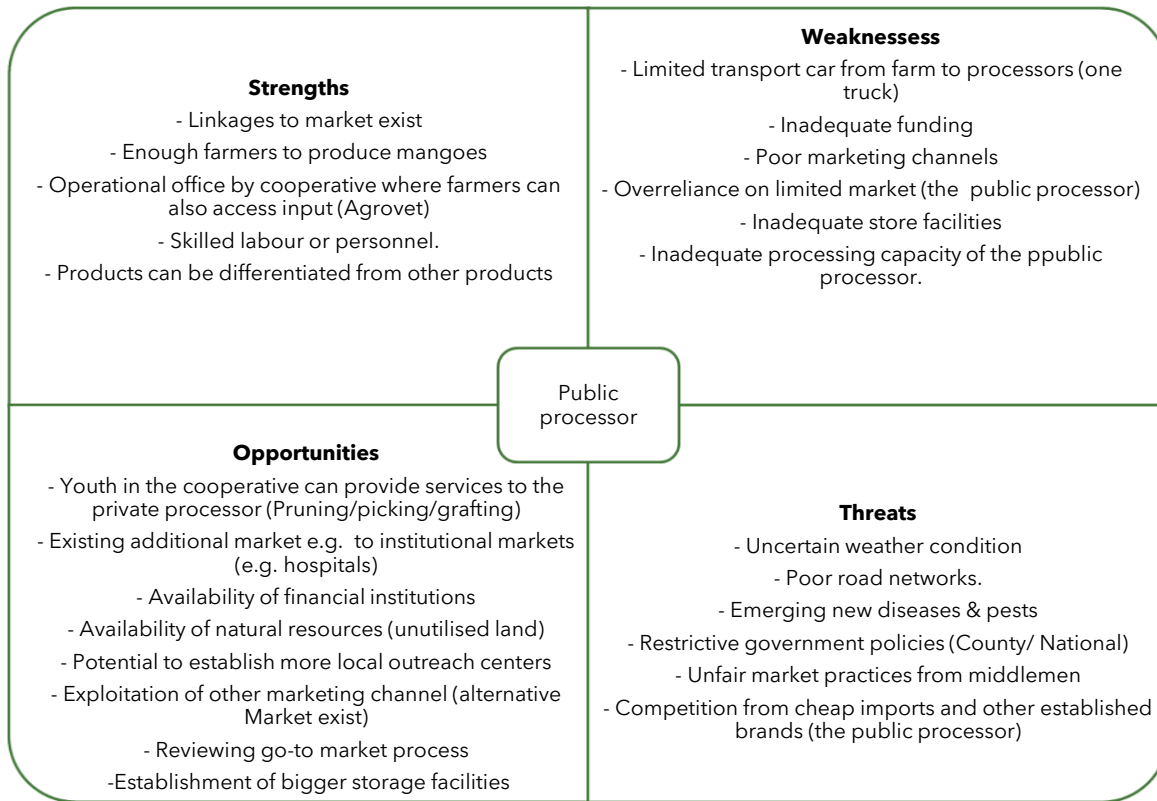 Strengths
- Linkages to market exist
- Enough farmers to produce mangoes
- Operational office by cooperative where farmers can
also access input (Agrovet)
- Skilled labour or personnel.
- Products can be differentiated from other products
Weaknessess
- Limited transport car from farm to processors (one
truck)
- Inadequate funding
- Poor marketing channels
- Overreliance on limited market (the public processor)
- Inadequate store facilities
- Inadequate processing capacity of the ppublic
processor.
Public
processor
Opportunities
- Youth in the cooperative can provide services to the
private processor (Pruning/picking/grafting)
- Existing additional market e.g. to institutional markets
(e.g. hospitals)
- Availability of financial institutions
- Availability of natural resources (unutilised land)
- Potential to establish more local outreach centers
- Exploitation of other marketing channel (alternative
Market exist)
- Reviewing go-to market process
-Establishment of bigger storage facilities
Threats
- Uncertain weather condition
- Poor road networks.
- Emerging new diseases & pests
- Restrictive government policies (County/ National)
- Unfair market practices from middlemen
- Competition from cheap imports and other established
brands (the public processor)